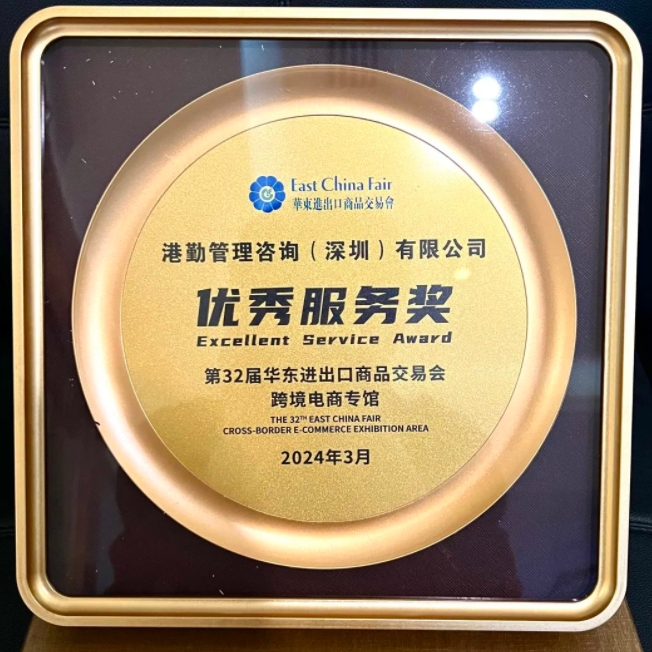 East China Fair
華東進出口商品交易會
港勤管理咨询（深圳）有限公司
优秀服务奖
Excellent Service Award
第32届华东进出口商品交易会
跨境电商专馆
THE 32TH EAST CHINA FAIR
CROSS-BORDER E-COMMERCE EXHIBITION AREA
2024年3月